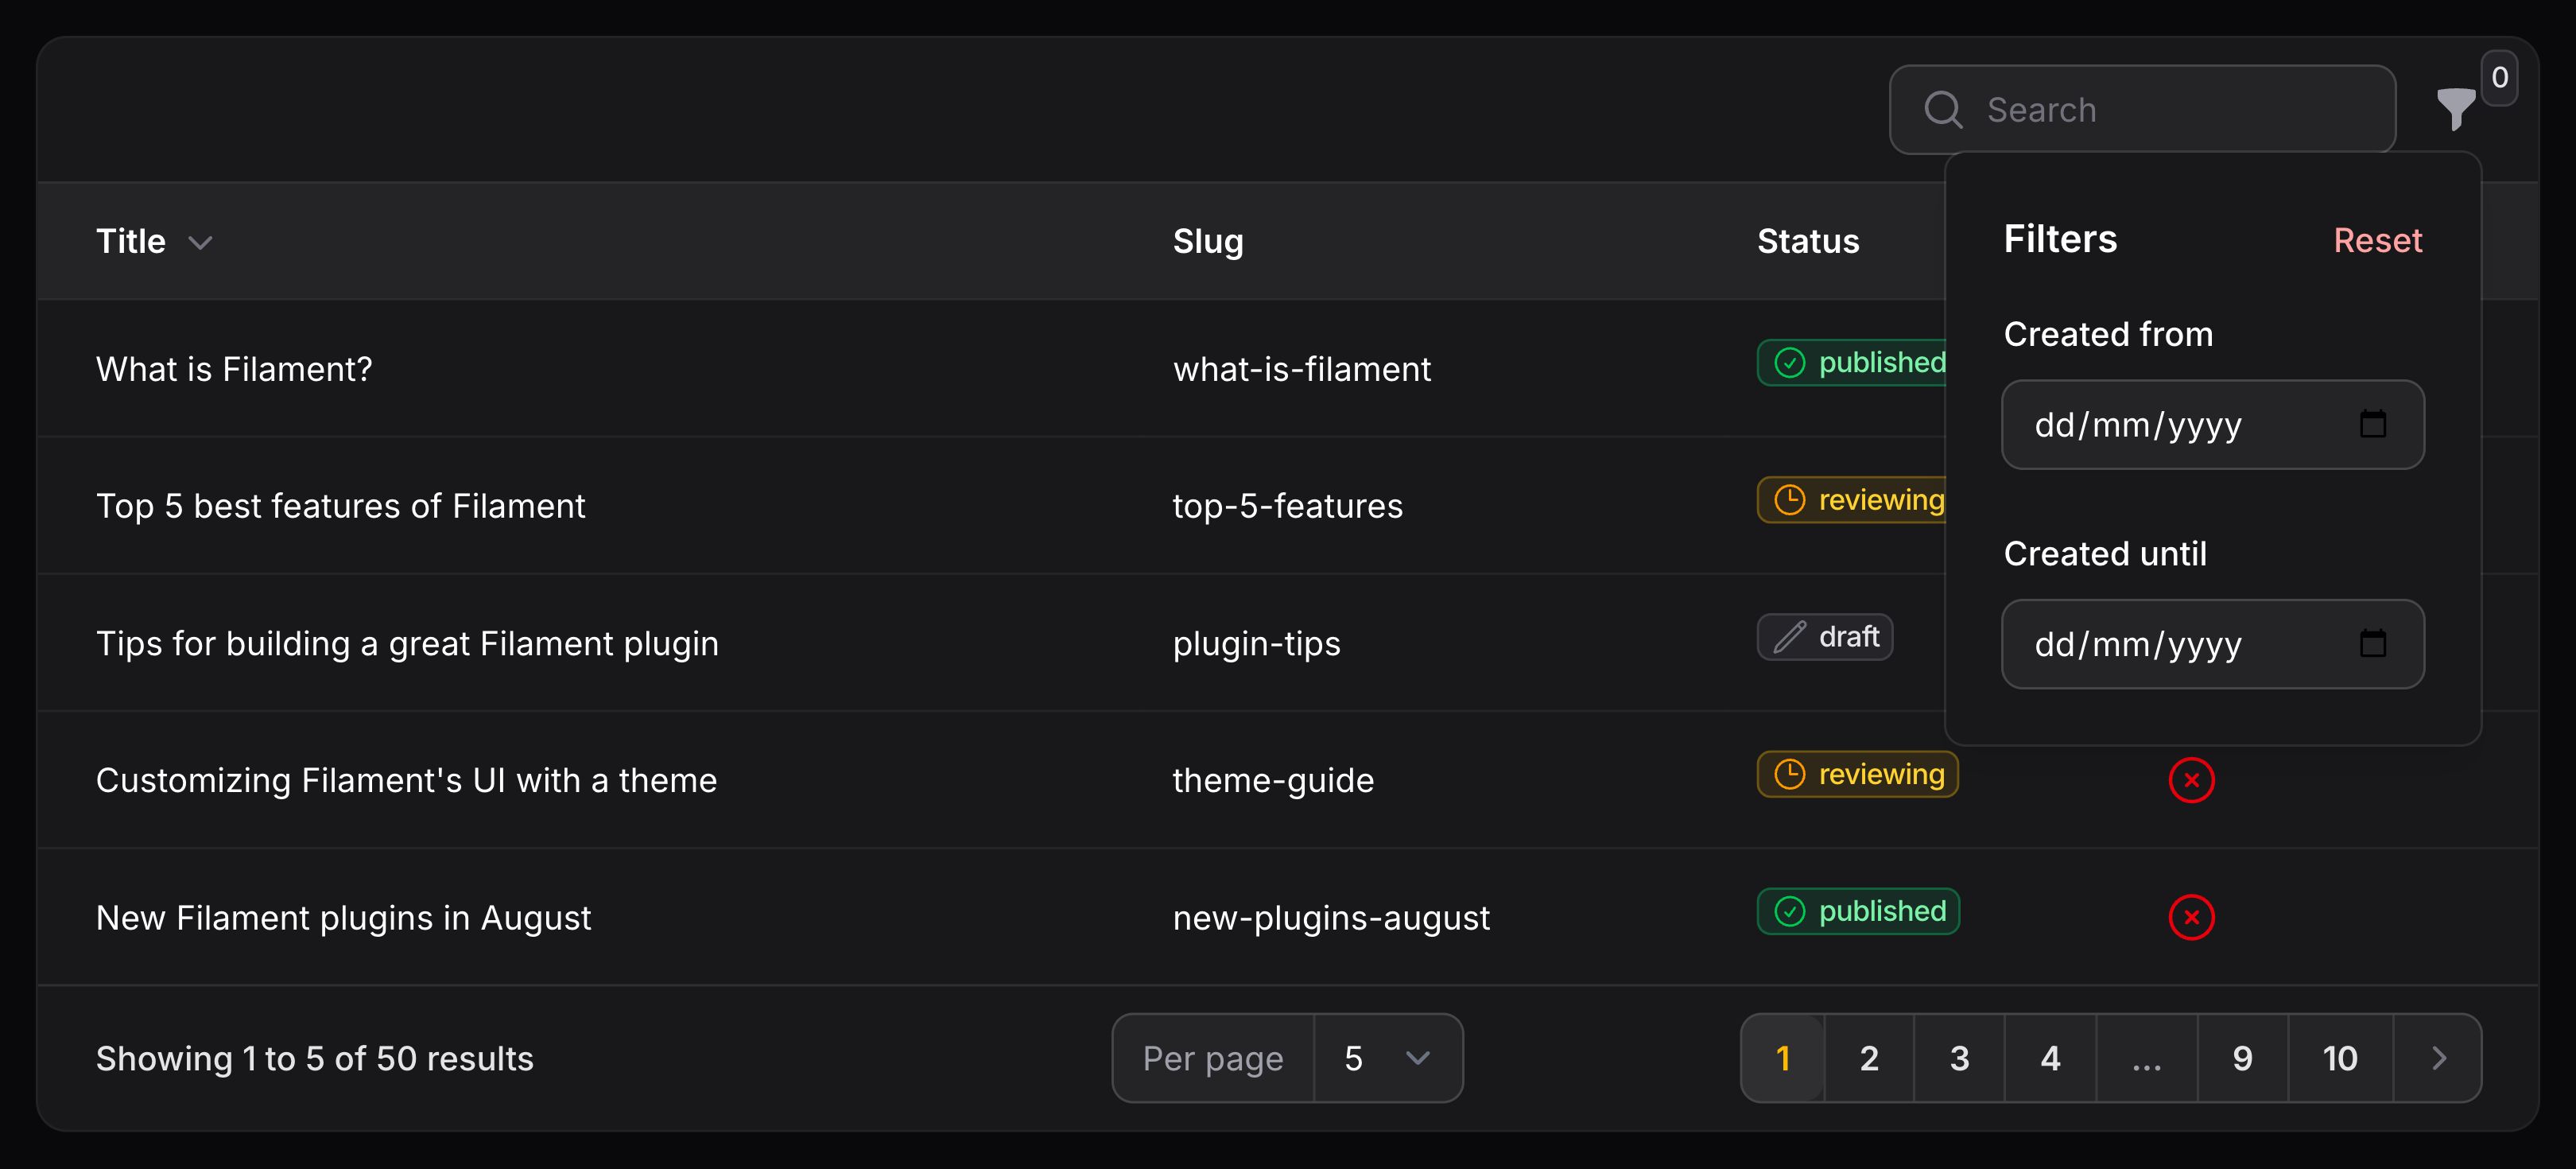 Search
0
Title Slug Status
Filters Reset
Created from
dd/mm/yyyy
Created until
dd/mm/yyyy
What is Filament? what-is-filament published
Top 5 best features of Filament top-5-features reviewing
Tips for building a great Filament plugin plugin-tips draft
Customizing Filament's UI with a theme theme-guide reviewing
New Filament plugins in August new-plugins-august published
Showing 1 to 5 of 50 results Per page 5 1 2 3 4 ... 9 10